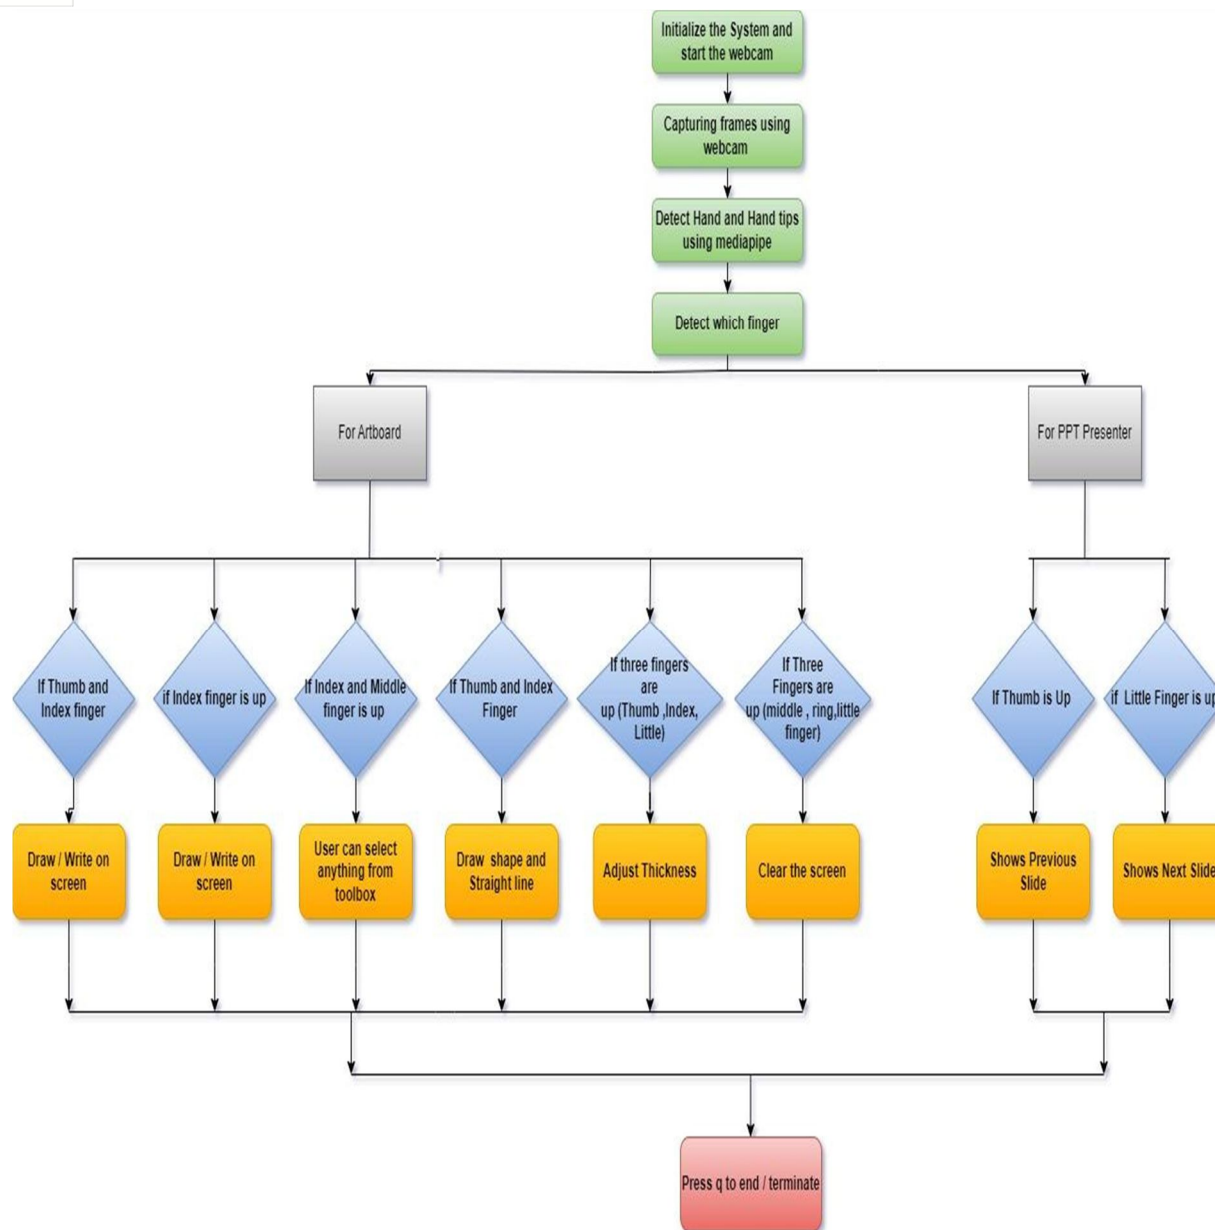 Initialize the System and
start the webcam
Capturing frames using
webcam
Detect Hand and Hand tips
using mediapipe
Detect which finger
For Artboard
For PPT Presenter
If Thumb and
Index finger
if Index finger is up
If Index and Middle
finger is up
If Thumb and Index
Finger
If three fingers
are
up (Thumb ,Index,
Little)
If Three
Fingers are
up (middle , ring,little
finger)
If Thumb is Up
if Little Finger is up
Draw / Write on
screen
Draw / Write on
screen
User can select
anything from
toolbox
Draw shape and
Straight line
Adjust Thickness
Clear the screen
Shows Previous
Slide
Shows Next Slide
Press q to end / terminate